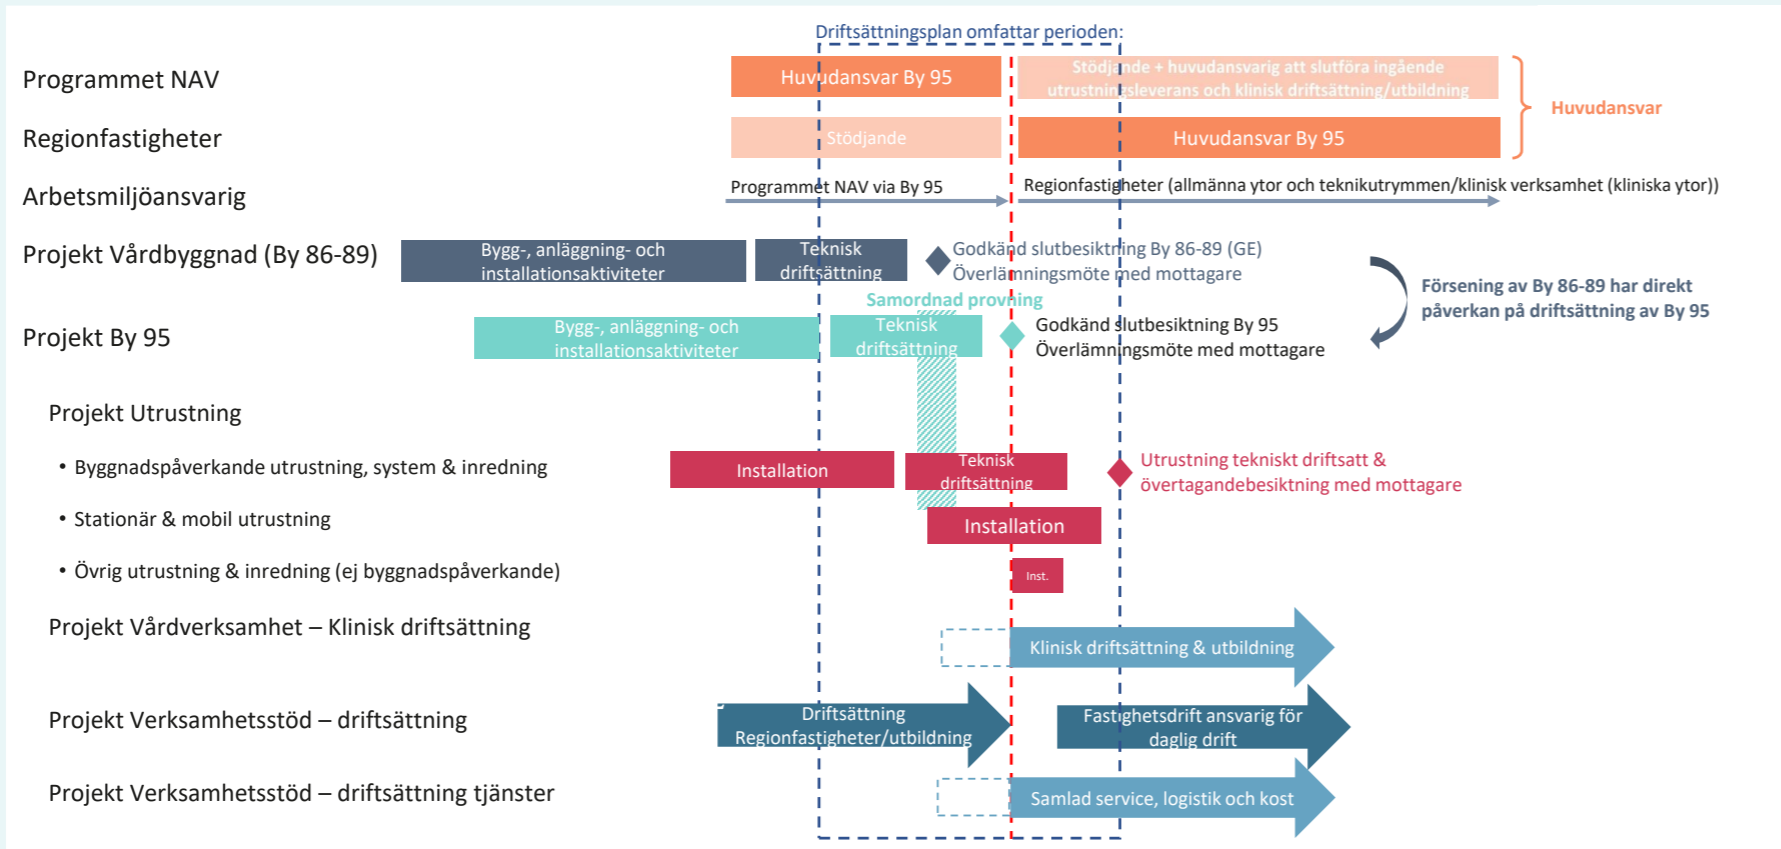 Driftsättningsplan omfattar perioden:
Programmet NAV
Huvudansvar By 95
Stödjande + huvudansvarig att slutföra ingående
utrustningsleverans och klinisk driftsättning/utbildning
Huvudansvar
Regionfastigheter
Stödjande
Huvudansvar By 95
Arbetsmiljöansvarig
Programmet NAV via By 95
Regionfastigheter (allmänna ytor och teknikutrymmen/klinisk verksamhet (kliniska ytor))
Projekt Vårdbyggnad (By 86-89)
Bygg-, anläggning- och
installationsaktiviteter
Teknisk
driftsättning
Godkänd slutbesiktning By 86-89 (GE)
Överlämningsmöte med mottagare
Försening av By 86-89 har direkt
påverkan på driftsättning av By 95
Samordnad provning
Projekt By 95
Bygg-, anläggning- och
installationsaktiviteter
Teknisk
driftsättning
Godkänd slutbesiktning By 95
Överlämningsmöte med mottagare
Projekt Utrustning
• Byggnadspåverkande utrustning, system & inredning
Installation
Teknisk
driftsättning
Utrustning tekniskt driftsatt &
övertagandebesiktning med mottagare
• Stationär & mobil utrustning
Installation
• Övrig utrustning & inredning (ej byggnadspåverkande)
Inst.
Projekt Vårdverksamhet – Klinisk driftsättning
Klinisk driftsättning & utbildning
Projekt Verksamhetsstöd – driftsättning
Driftsättning
Regionfastigheter/utbildning
Fastighetsdrift ansvarig för
daglig drift
Projekt Verksamhetsstöd – driftsättning tjänster
Samlad service, logistik och kost